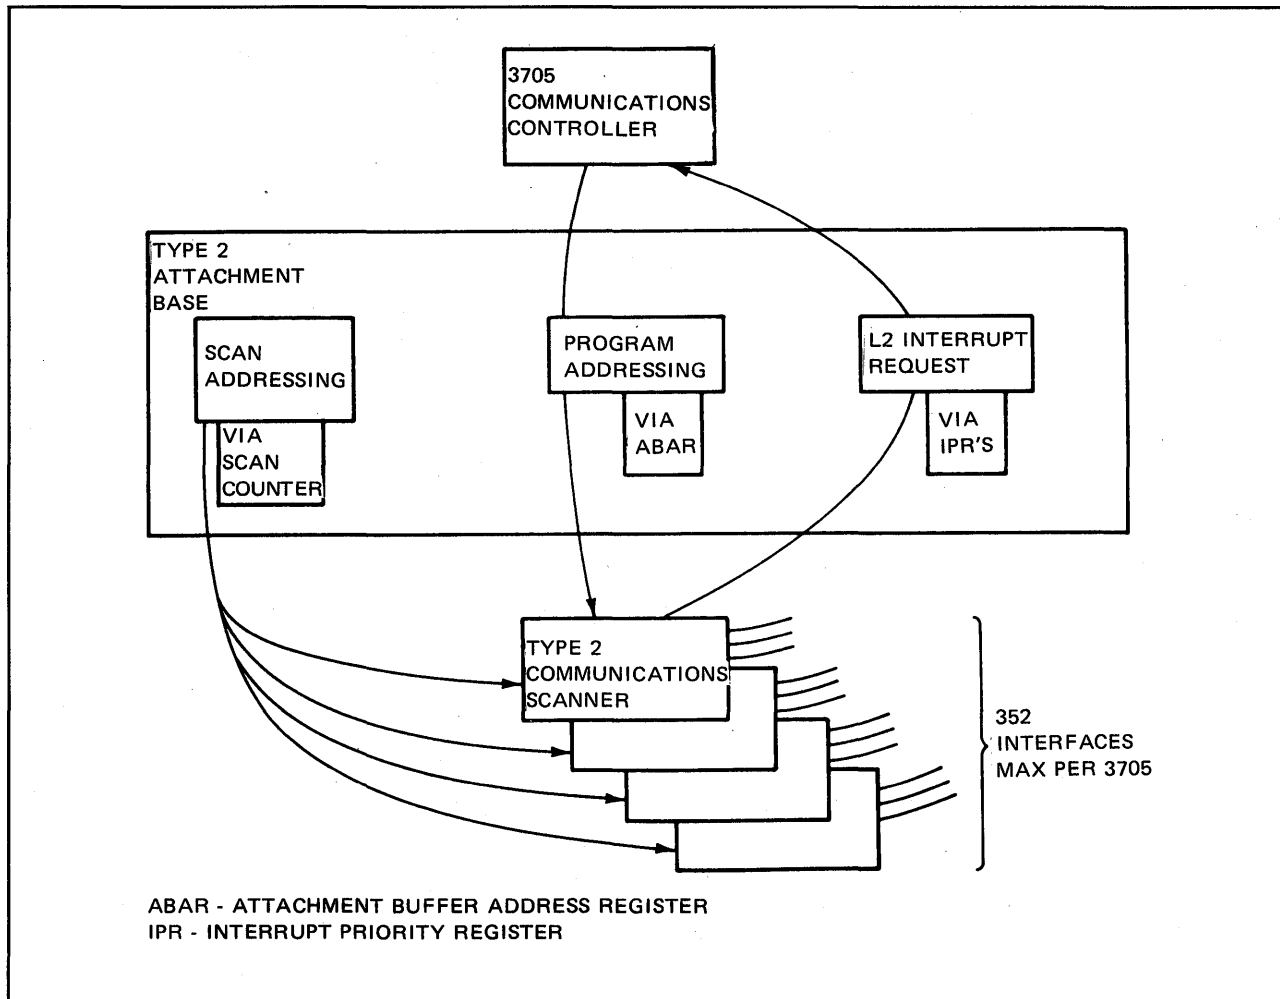 3705
COMMUNICATIONS
CONTROLLER
TYPE 2
ATTACHMENT
BASE
SCAN
ADDRESSING
VIA
SCAN
COUNTER
PROGRAM
ADDRESSING
VIA
ABAR
L2 INTERRUPT
REQUEST
VIA
IPR'S
TYPE 2
COMMUNICATIONS
SCANNER
352
INTERFACES
MAX PER 3705
ABAR - ATTACHMENT BUFFER ADDRESS REGISTER
IPR - INTERRUPT PRIORITY REGISTER